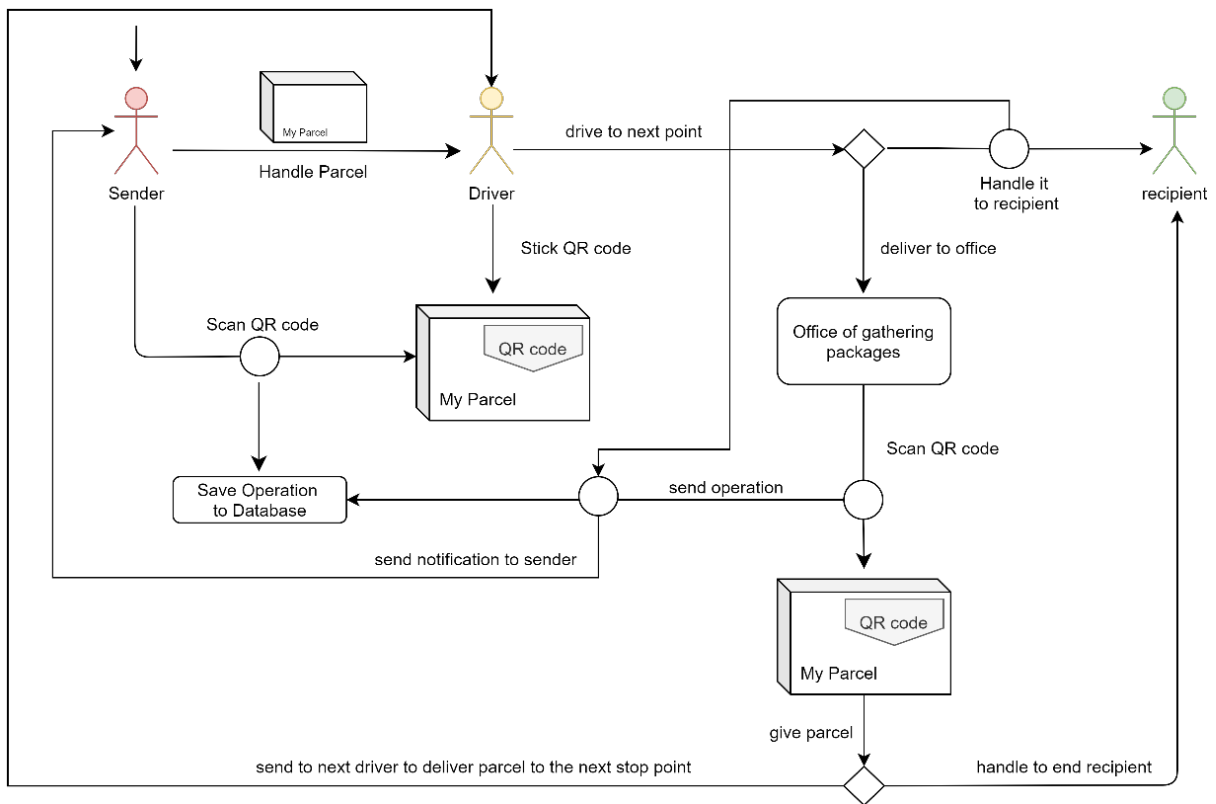 My Parcel
drive to next point
Handle Parcel
Sender
Driver
Handle it
to recipient
recipient
Stick QR code
deliver to office
Scan QR code
QR code
My Parcel
Office of gathering
packages
Scan QR code
Save Operation
to Database
send operation
send notification to sender
QR code
My Parcel
give parcel
send to next driver to deliver parcel to the next stop point
handle to end recipient